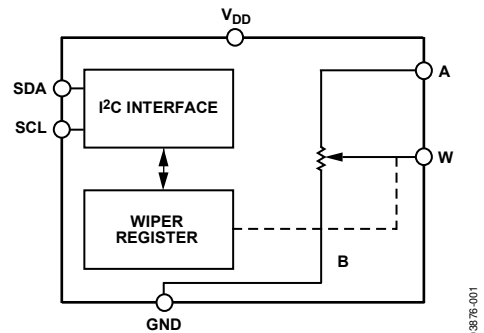 VDD
SDA
SCL
I2C INTERFACE
A
W
WIPER
REGISTER
B
GND
03876-001